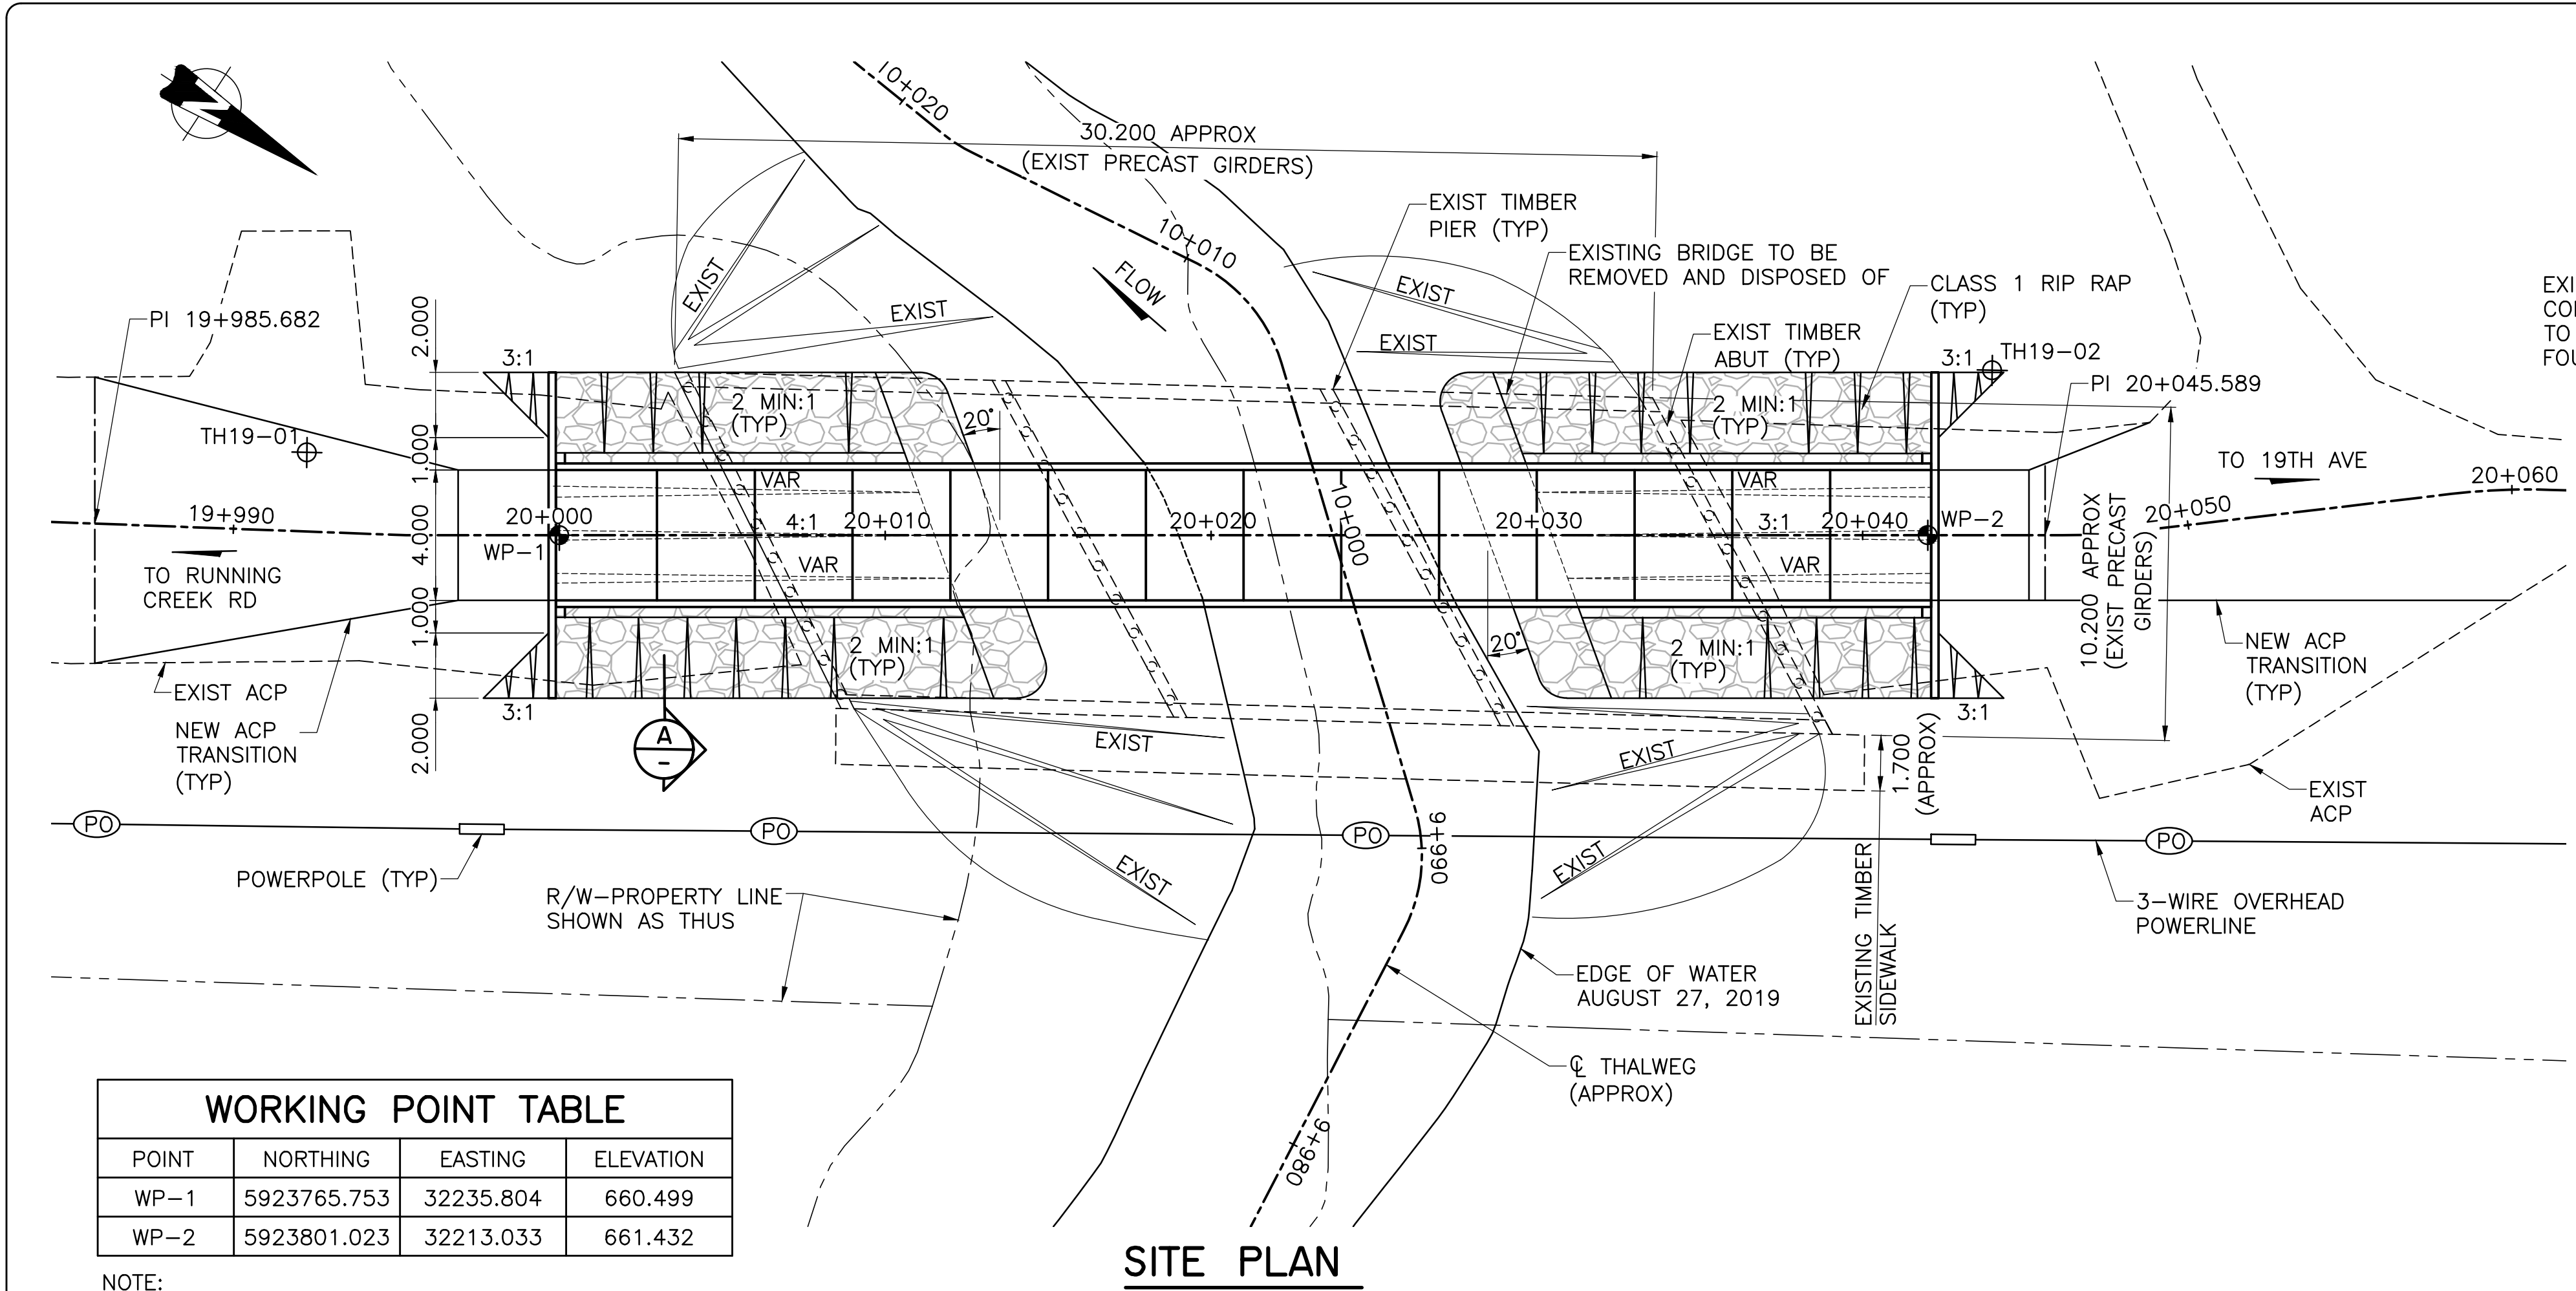 N
10+020
30.200 APPROX
(EXIST PRECAST GIRDERS)
10+010
FLOW
EXIST TIMBER
PIER (TYP)
EXISTING BRIDGE TO BE
REMOVED AND DISPOSED OF
CLASS 1 RIP RAP
(TYP)
EXIST TIMBER
ABUT (TYP)
EXIST
EXIST
EXIST
EXIST
PI 19+985.682
2.000
3:1
3:1
TH19-02
PI 20+045.589
TH19-01
1.000
2 MIN:1
(TYP)
20°
2 MIN:1
(TYP)
TO 19TH AVE
20+060
VAR
VAR
19+990
20+000
4:1
20+010
20+020
10+000
20+030
3:1
20+040
WP-2
20+050
4.000
WP-1
VAR
VAR
TO RUNNING
CREEK RD
10.200 APPROX
(EXIST PRECAST
GIRDERS)
1.000
2 MIN:1
(TYP)
20°
2 MIN:1
(TYP)
NEW ACP
TRANSITION
(TYP)
EXIST ACP
NEW ACP
TRANSITION
(TYP)
3:1
3:1
2.000
A
-
EXIST
EXIST
1.700
(APPROX)
EXIST
ACP
PO
PO
PO
PO
9+990
POWERPOLE (TYP)
EXIST
EXIST
R/W-PROPERTY LINE
SHOWN AS THUS
EXISTING TIMBER
SIDEWALK
3-WIRE OVERHEAD
POWERLINE
EDGE OF WATER
AUGUST 27, 2019
℄ THALWEG
(APPROX)
9+980
WORKING POINT TABLE
POINT NORTHING EASTING ELEVATION
WP-1 5923765.753 32235.804 660.499
WP-2 5923801.023 32213.033 661.432
NOTE:
SITE PLAN